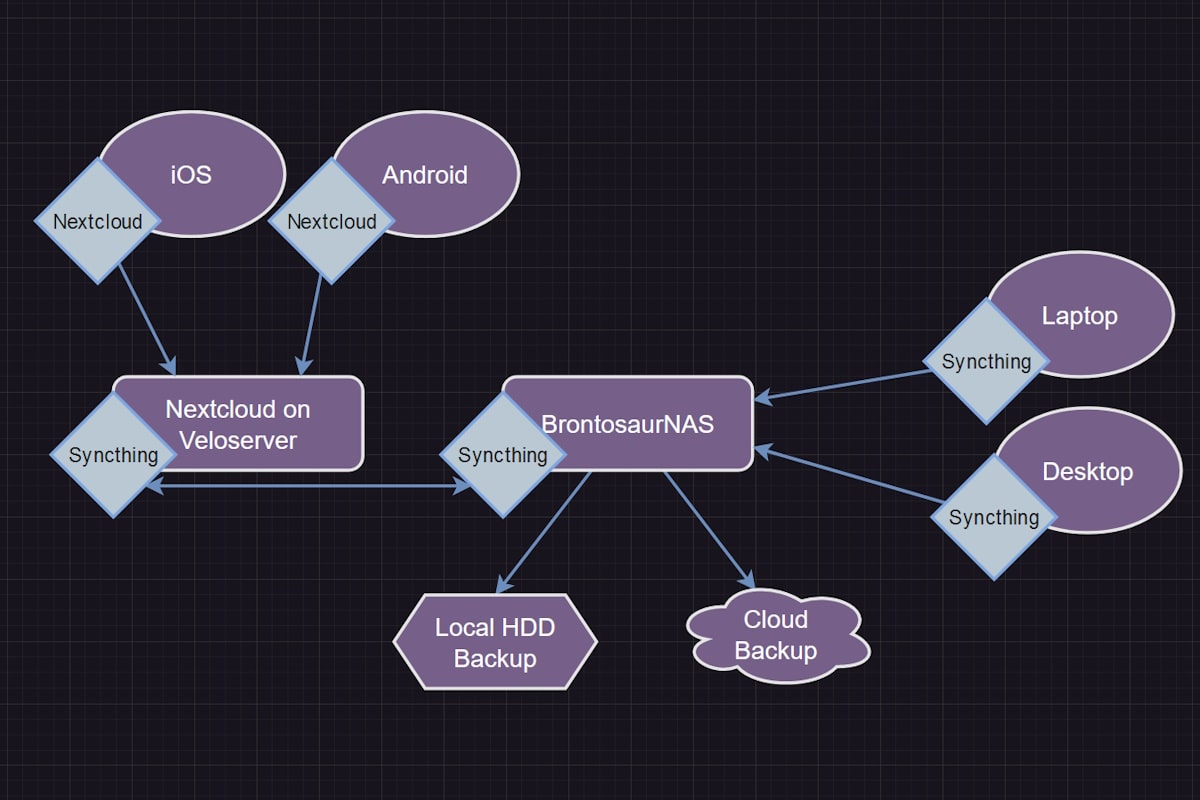 iOS
Android
Nextcloud
Nextcloud
Laptop
Syncthing
Nextcloud on
Veloserver
Syncthing
BrontosaurNAS
Syncthing
Desktop
Syncthing
Local HDD
Backup
Cloud
Backup